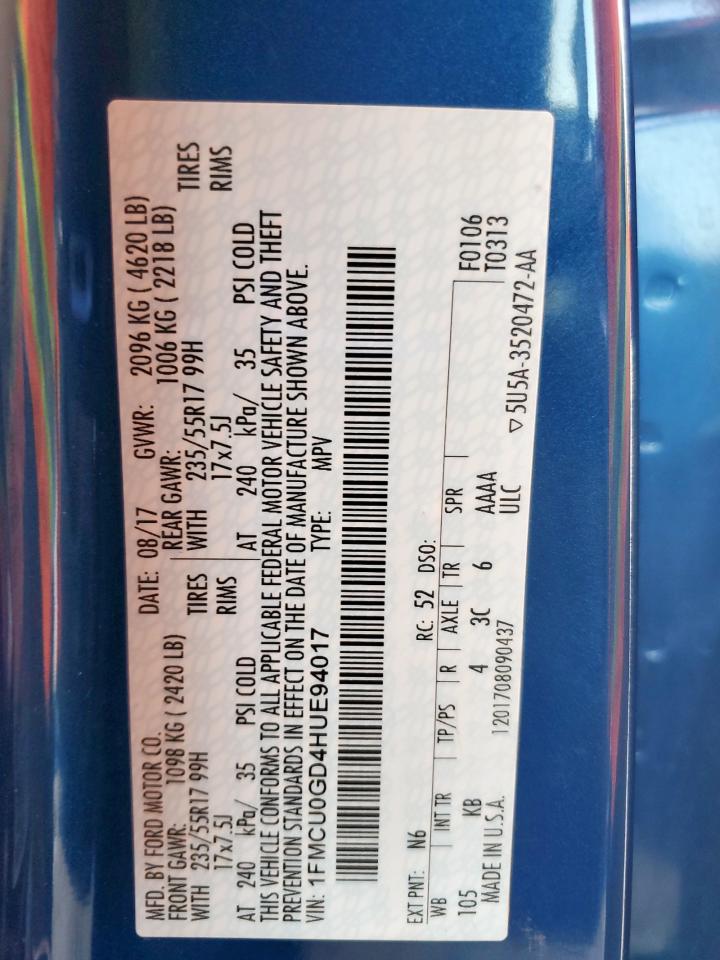 MFD. BY FORD MOTOR CO. DATE: 08/17 GVWR: 2096 KG ( 4620 LB)
FRONT GAWR: 1098 KG ( 2420 LB) REAR GAWR: 1006 KG ( 2218 LB)
WITH 235/55R17 99H TIRES WITH 235/55R17 99H TIRES
17x7.5J RIMS 17x7.5J RIMS
AT 240 kPa/ 35 PSI COLD AT 240 kPa/ 35 PSI COLD
THIS VEHICLE CONFORMS TO ALL APPLICABLE FEDERAL MOTOR VEHICLE SAFETY AND THEFT
PREVENTION STANDARDS IN EFFECT ON THE DATE OF MANUFACTURE SHOWN ABOVE.
VIN: 1FMCU0GD4HUE94017 TYPE: MPV
EXT PNT: N6 RC: 52 DSO: F0106
WB INT TR TP/PS R AXLE TR SPR T0313
105 KB 4 3C 6 AAAA
ULC
MADE IN U.S.A. 1201708090437 ▽5U5A-3520472-AA